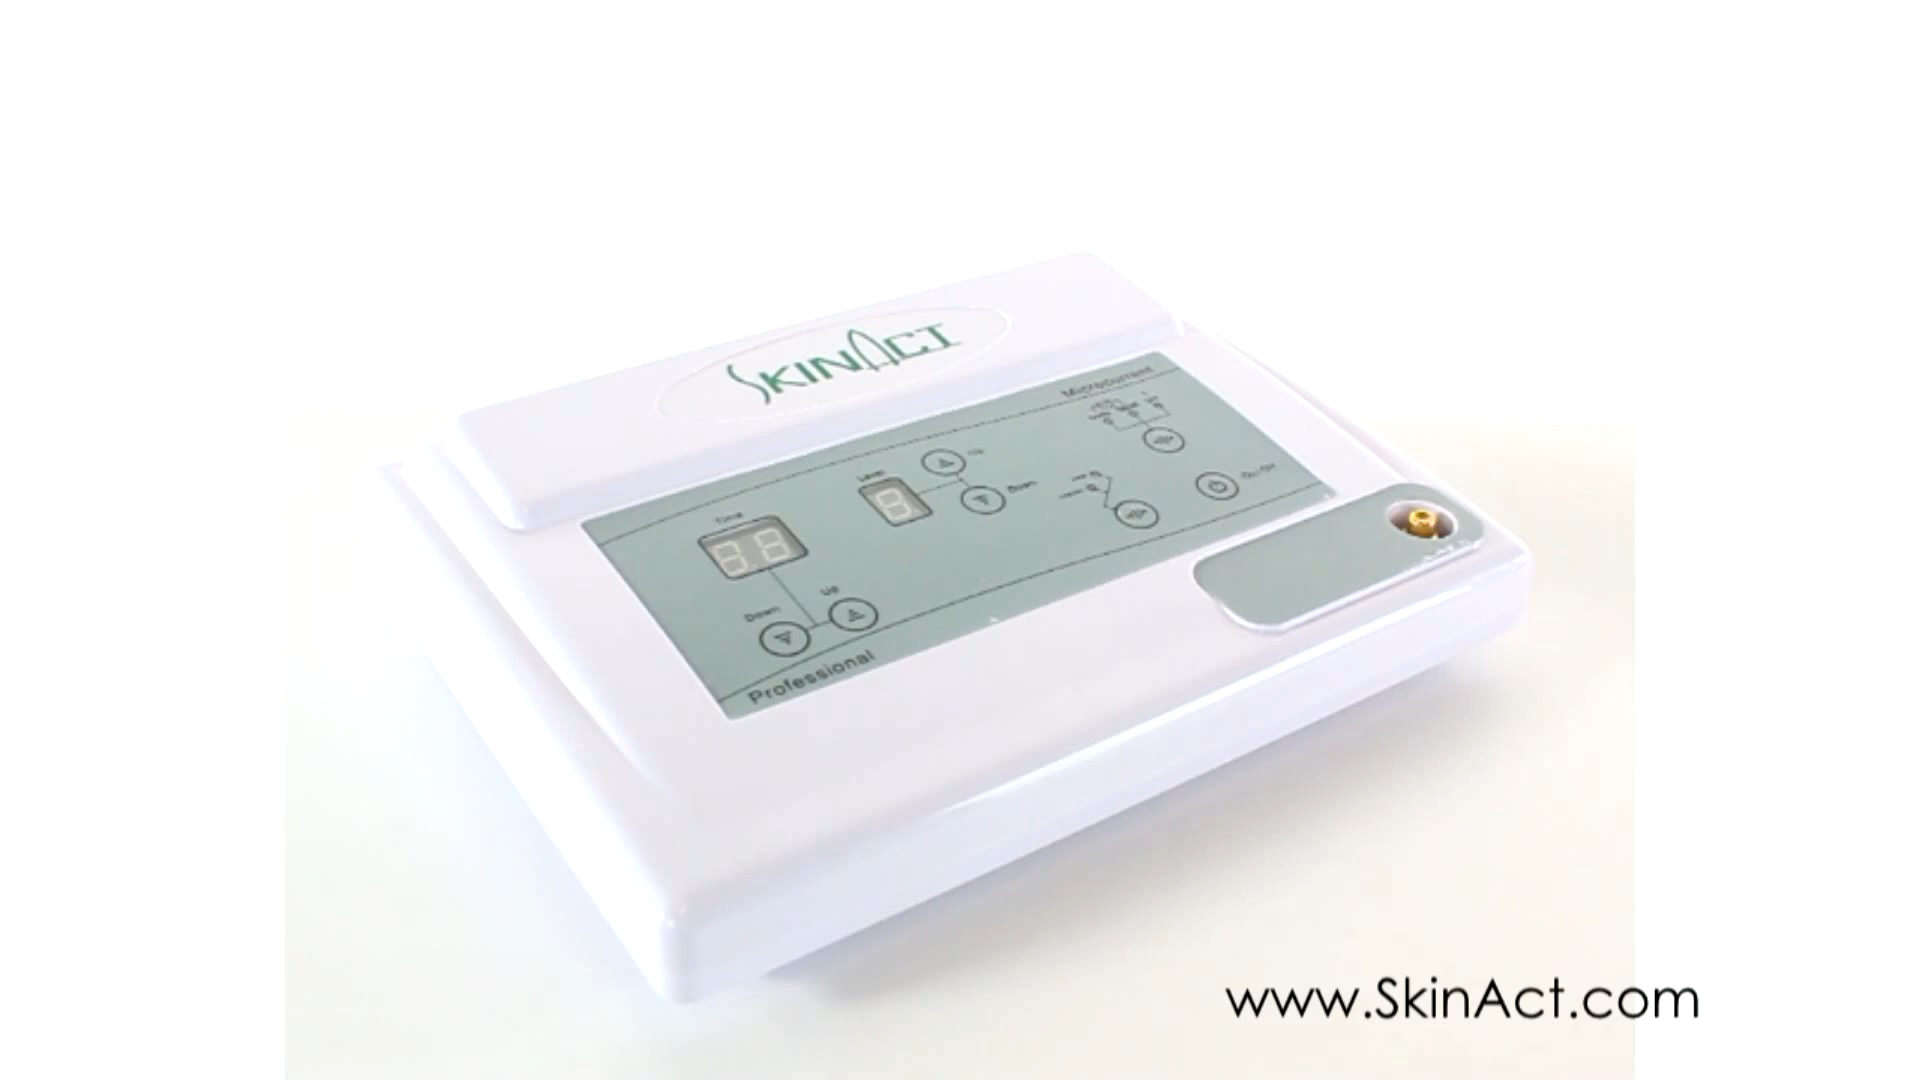 SKINACT
Microcurrent
Level
Up
Down
On/Off
Time
Down
Up
Professional
www.SkinAct.com